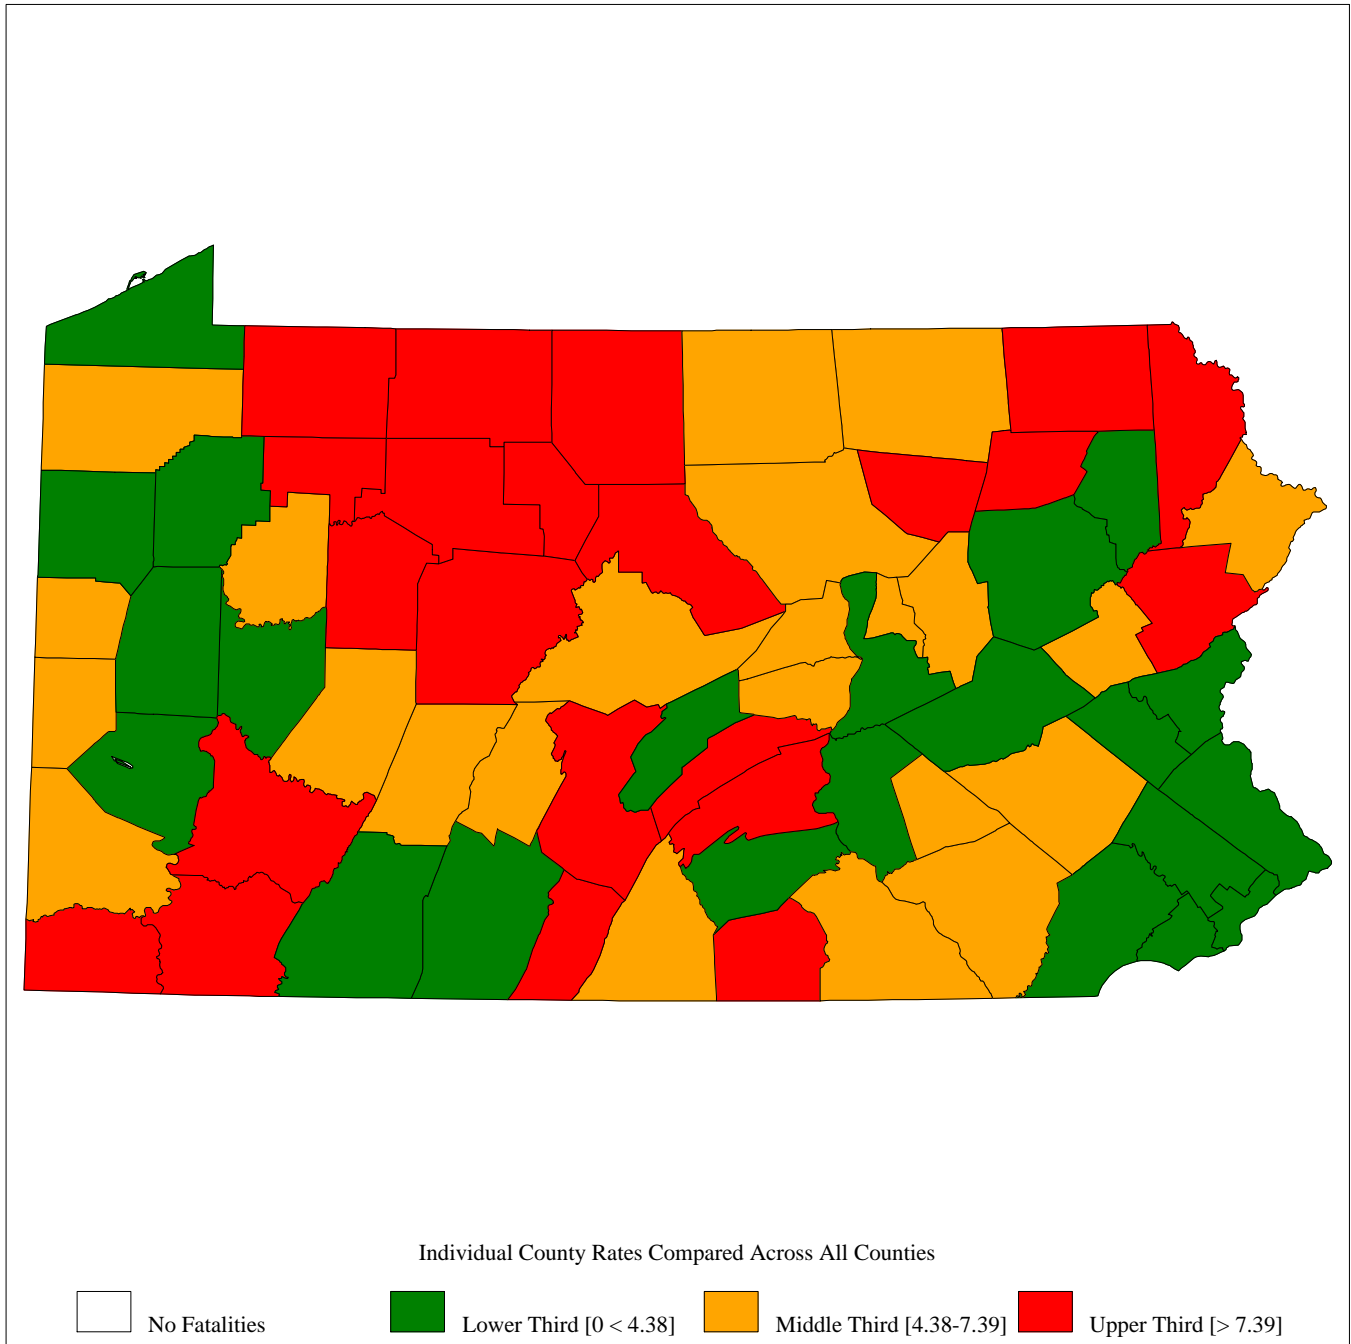 Individual County Rates Compared Across All Counties
No Fatalities
Lower Third [0 < 4.38]
Middle Third [4.38-7.39]
Upper Third [> 7.39]